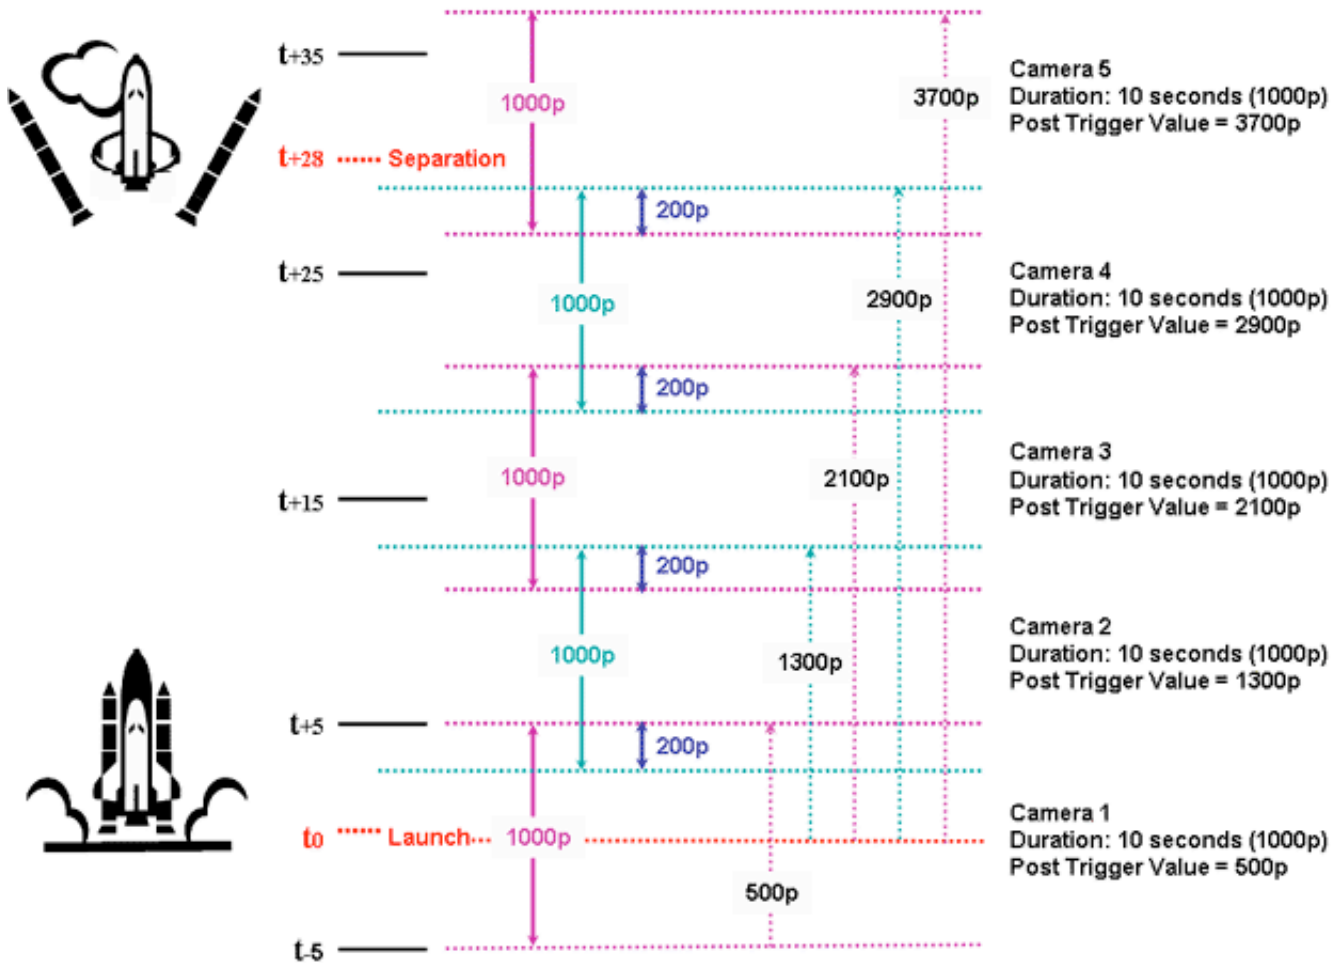 t+35
1000p
3700p
Camera 5
Duration: 10 seconds (1000p)
Post Trigger Value = 3700p
t+28
Separation
200p
t+25
1000p
2900p
Camera 4
Duration: 10 seconds (1000p)
Post Trigger Value = 2900p
200p
1000p
2100p
Camera 3
Duration: 10 seconds (1000p)
Post Trigger Value = 2100p
t+15
200p
1000p
1300p
Camera 2
Duration: 10 seconds (1000p)
Post Trigger Value = 1300p
t+5
200p
t0
Launch
1000p
500p
Camera 1
Duration: 10 seconds (1000p)
Post Trigger Value = 500p
t-5